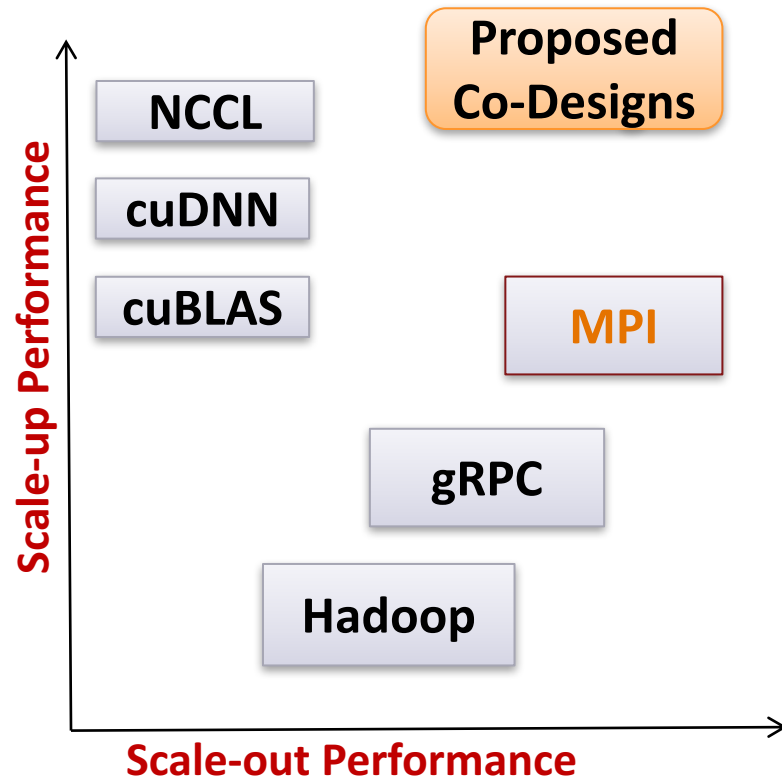 Proposed
Co-Designs
NCCL
cuDNN
cuBLAS
MPI
gRPC
Hadoop
Scale-up Performance
Scale-out Performance